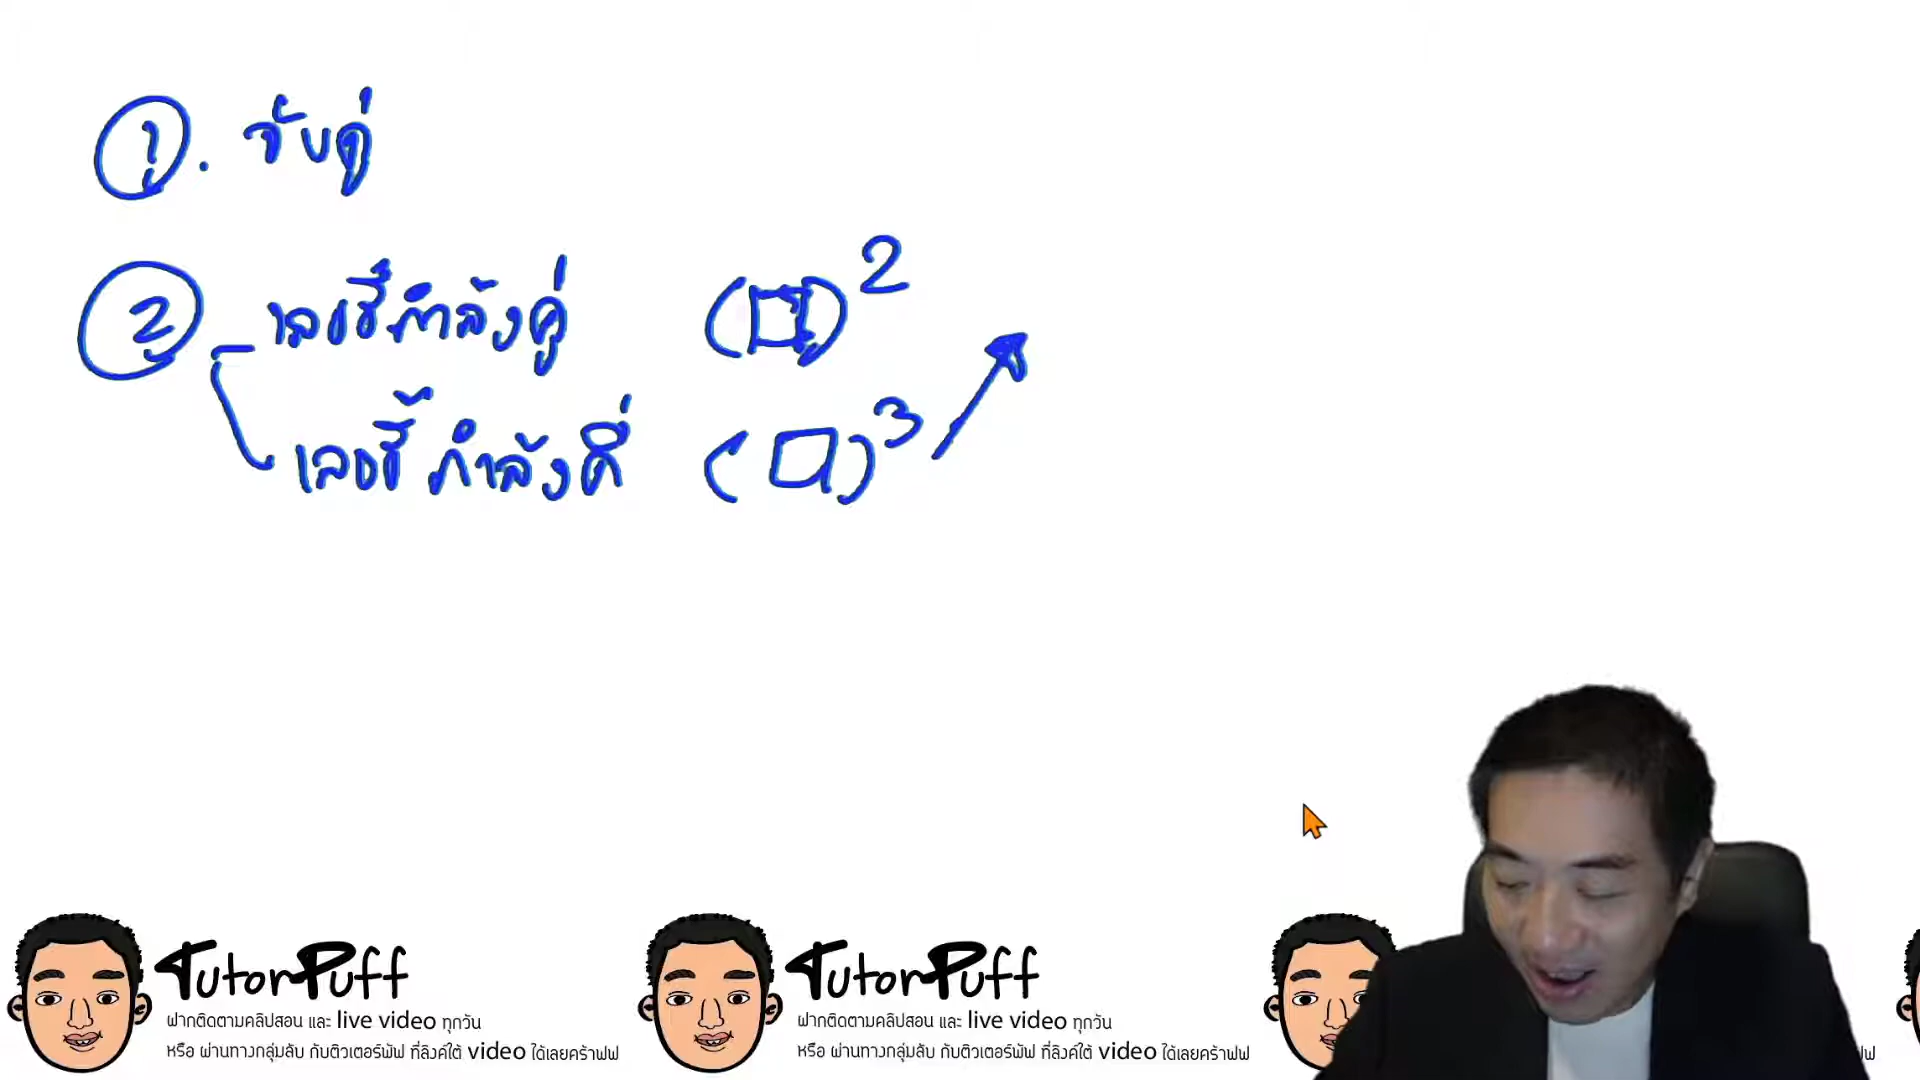 1. จับคู่
2 เลขชี้กำลังคู่ (□)2
เลขชี้กำลังคี่ (□)3
TutorPuff
ฝากติดตามคลิปสอน และ live video ทุกวัน
หรือ ผ่านทางกลุ่มลับ กับติวเตอร์พัฟ ที่ลิงค์ใต้ video ได้เลยคร้าฟฟ
TutorPuff
ฝากติดตามคลิปสอน และ live video ทุกวัน
หรือ ผ่านทางกลุ่มลับ กับติวเตอร์พัฟ ที่ลิงค์ใต้ video ได้เลยคร้าฟฟ